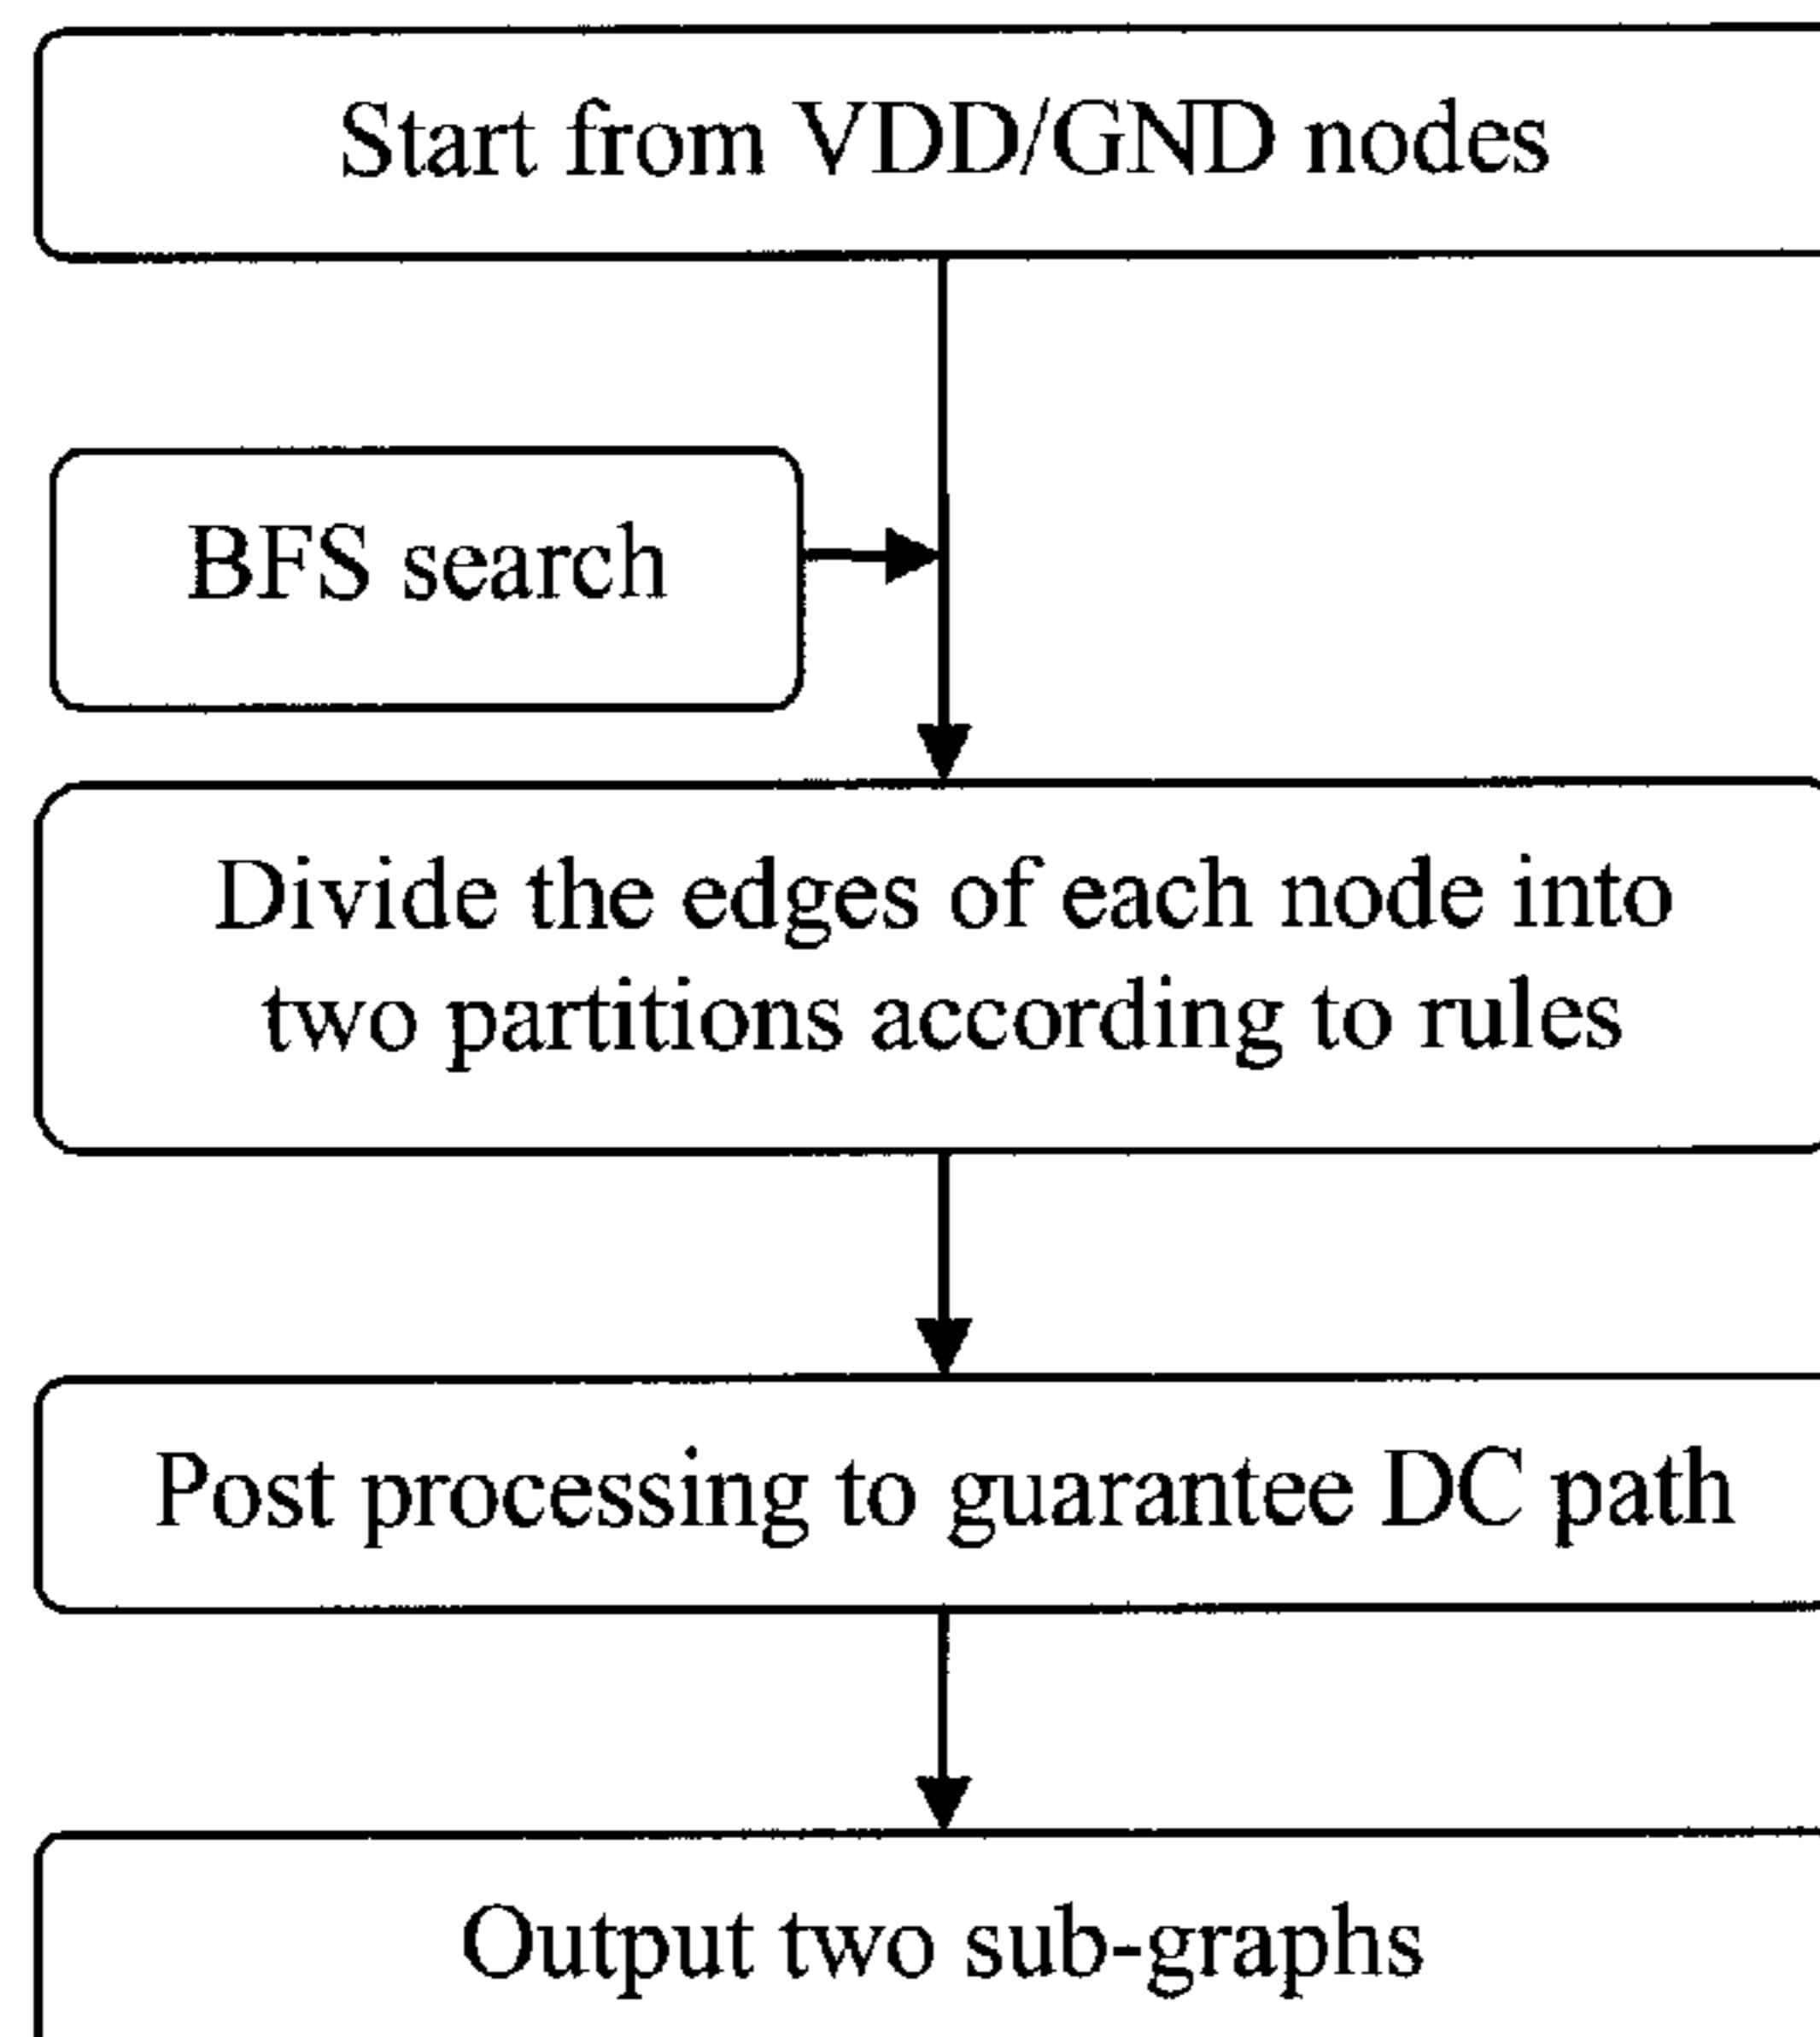 Start from VDD/GND nodes
BFS search
Divide the edges of each node into
two partitions according to rules
Post processing to guarantee DC path
Output two sub-graphs